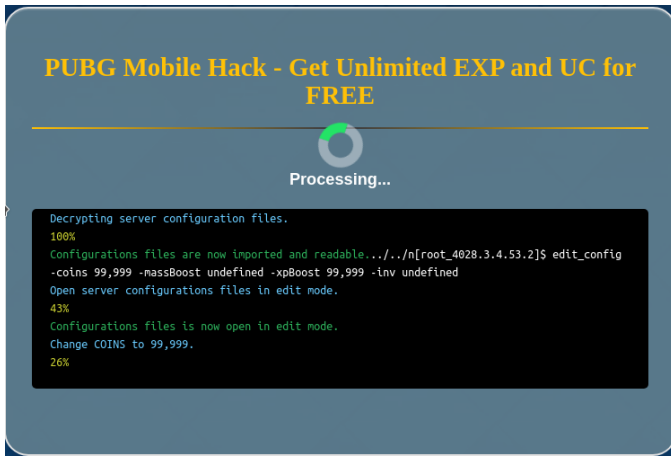 PUBG Mobile Hack - Get Unlimited EXP and UC for
FREE
Processing...
Decrypting server configuration files.
100%
Configurations files are now imported and readable.../../n[root_4028.3.4.53.2]$ edit_config
-coins 99,999 -massBoost undefined -xpBoost 99,999 -inv undefined
Open server configurations files in edit mode.
43%
Configurations files is now open in edit mode.
Change COINS to 99,999.
26%